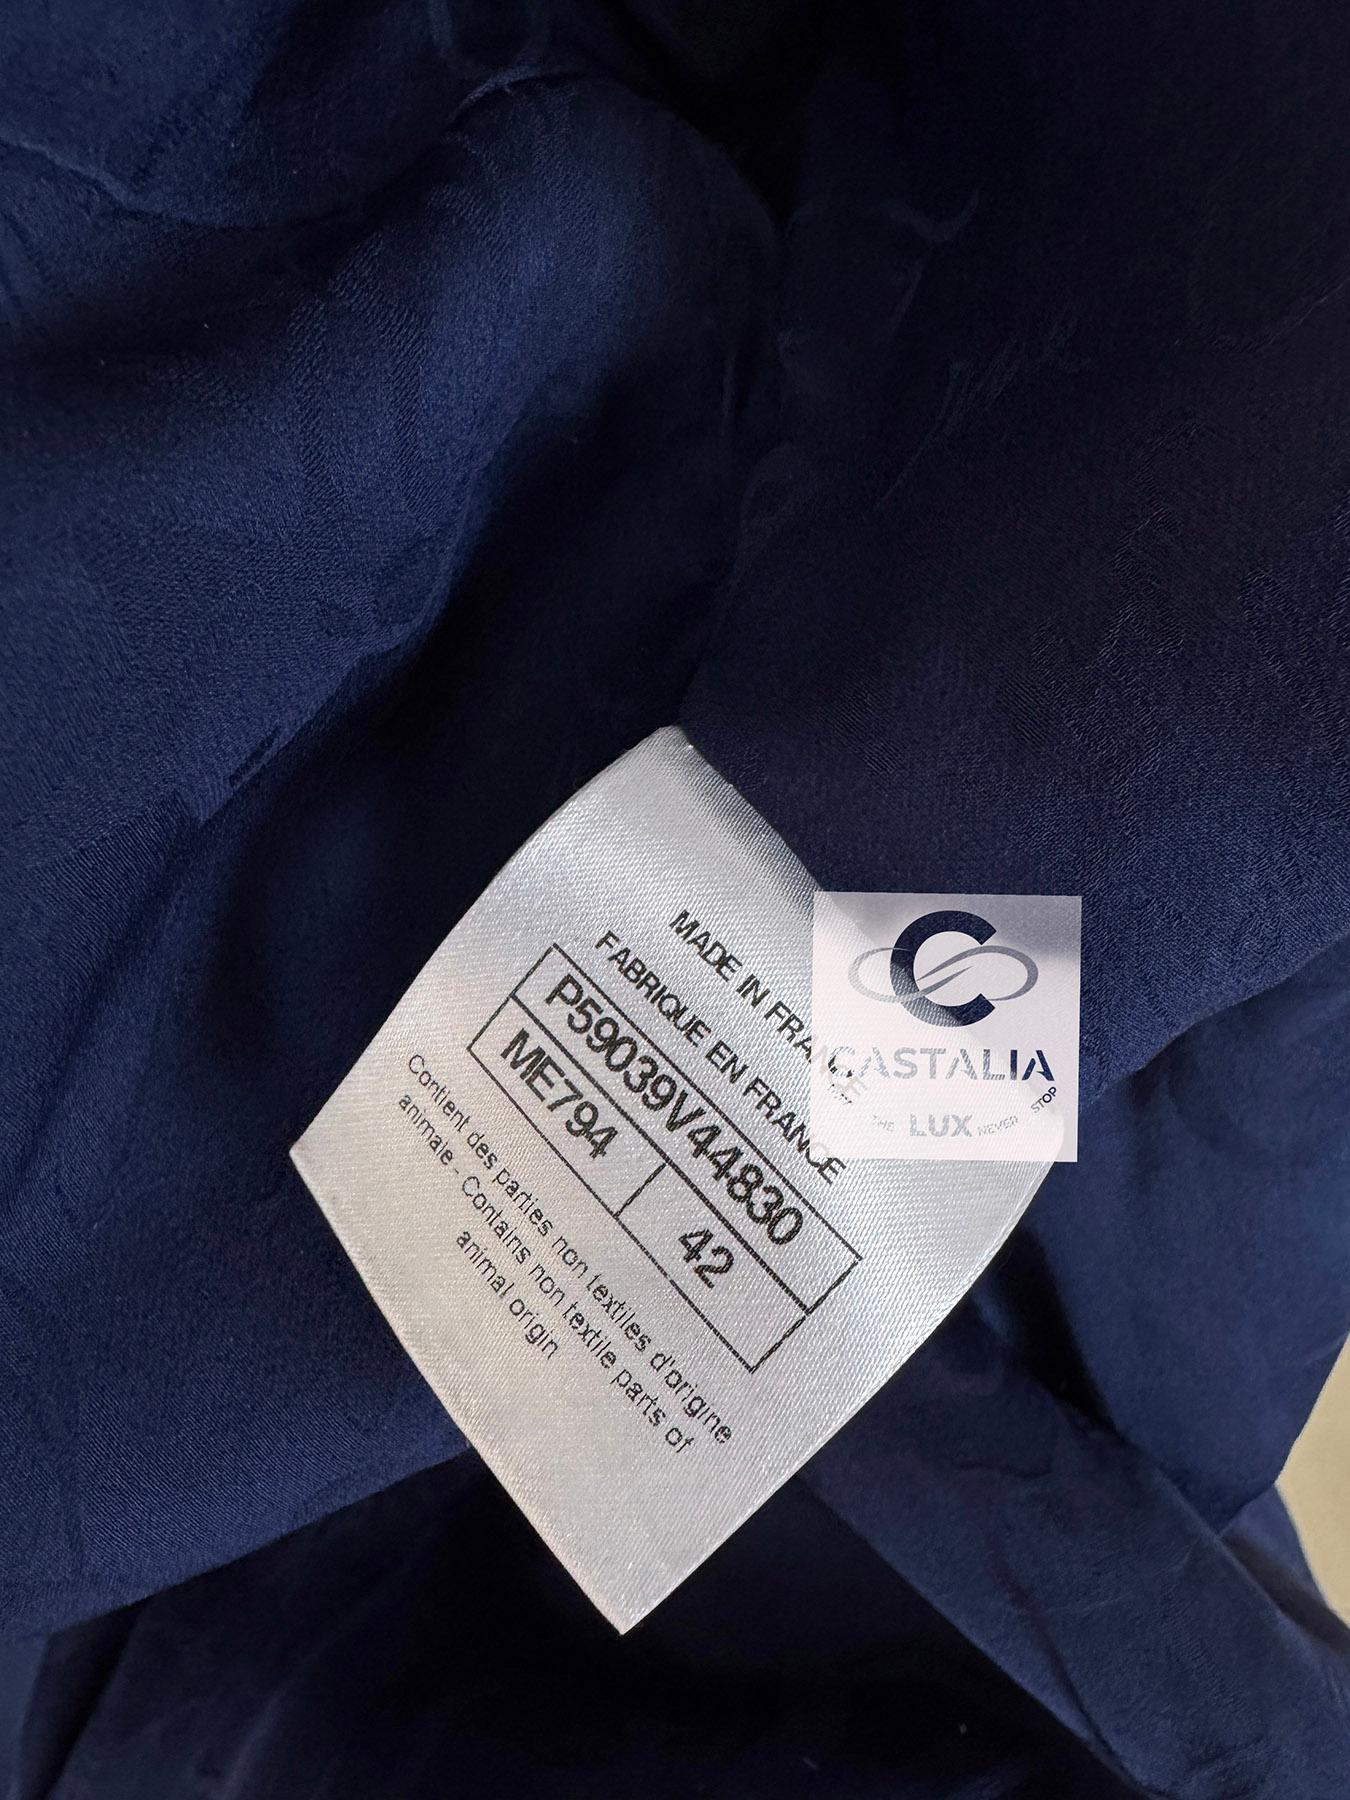 MADE IN FRANCE
FABRIQUE EN FRANCE
P59039V44830
ME794 42
Contient des parties non textiles d'origine
animale - Contains non textile parts of
animal origin
C
CASTALIA
THE LUX NEVER STOP